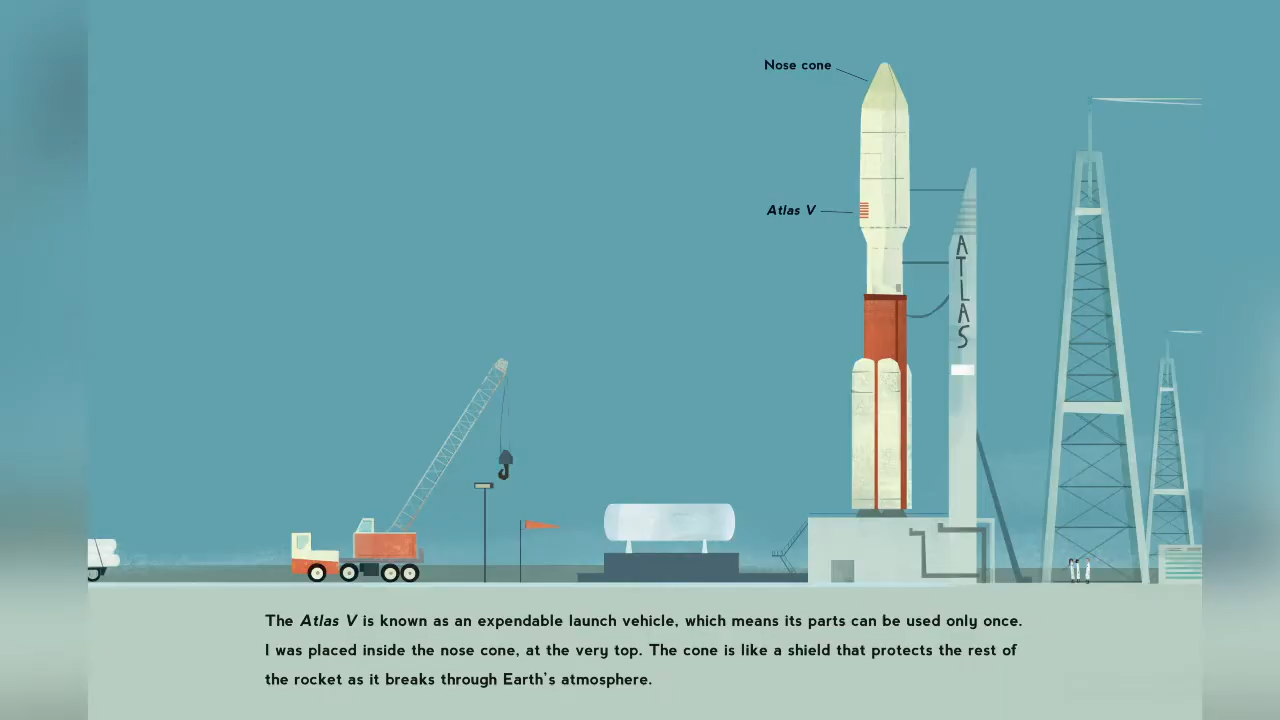 Nose cone
Atlas V
ATLAS
The Atlas V is known as an expendable launch vehicle, which means its parts can be used only once.
I was placed inside the nose cone, at the very top. The cone is like a shield that protects the rest of
the rocket as it breaks through Earth's atmosphere.